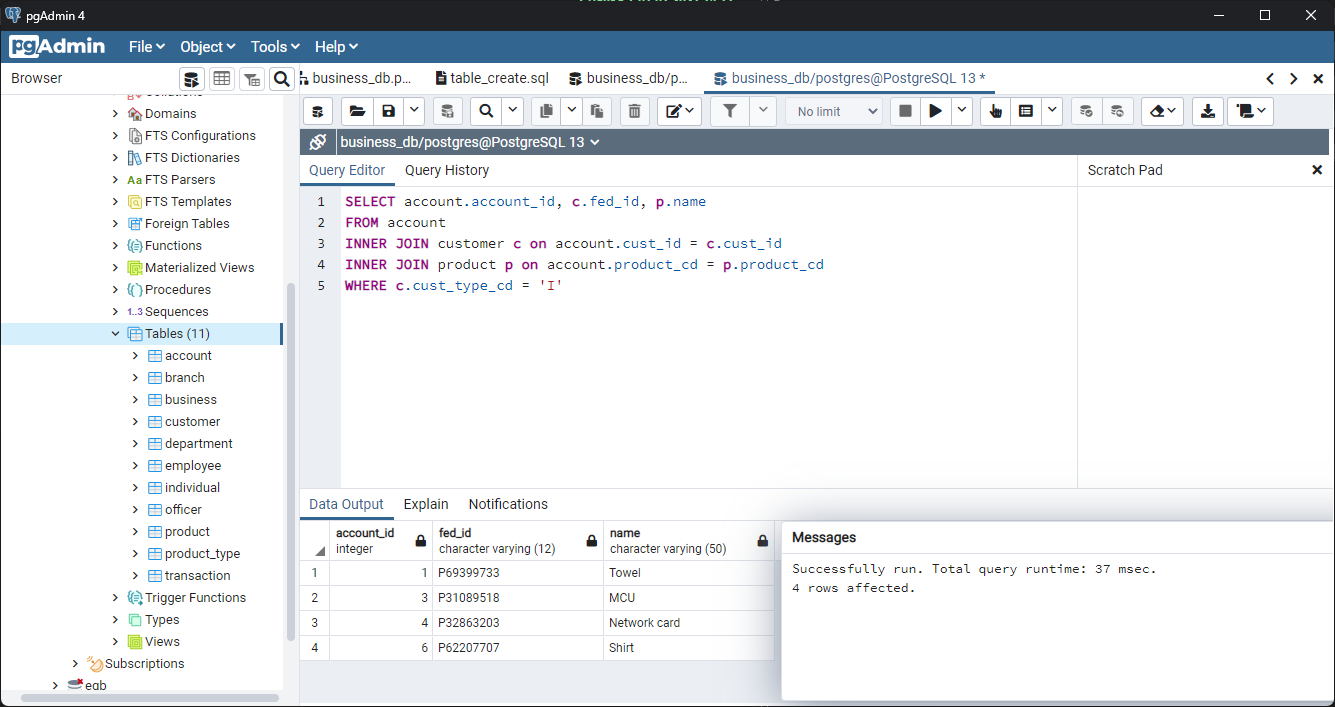 pgAdmin 4
pgAdmin File Object Tools Help
Browser
business_db.p...
table_create.sql
business_db/p...
business_db/postgres@PostgreSQL 13 *
No limit
business_db/postgres@PostgreSQL 13
Domains
FTS Configurations
FTS Dictionaries
Aa FTS Parsers
FTS Templates
Foreign Tables
Functions
Materialized Views
Procedures
1..3 Sequences
Tables (11)
account
branch
business
customer
department
employee
individual
officer
product
product_type
transaction
Trigger Functions
Types
Views
Subscriptions
Query Editor Query History
Scratch Pad
1 SELECT account.account_id, c.fed_id, p.name
2 FROM account
3 INNER JOIN customer c on account.cust_id = c.cust_id
4 INNER JOIN product p on account.product_cd = p.product_cd
5 WHERE c.cust_type_cd = 'I'
Data Output Explain Notifications
account_id fed_id name
integer character varying (12) character varying (50)
1 1 P69399733 Towel
2 3 P31089518 MCU
3 4 P32863203 Network card
4 6 P62207707 Shirt
Messages
Successfully run. Total query runtime: 37 msec.
4 rows affected.